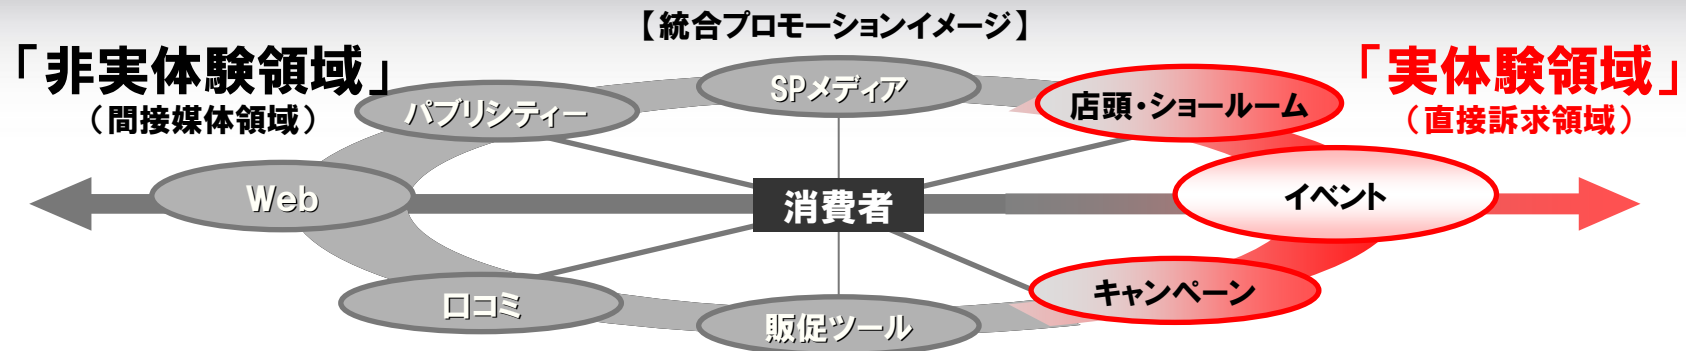 【統合プロモーションイメージ】
「非実体験領域」
（間接媒体領域）
「実体験領域」
（直接訴求領域）
SPメディア
パブリシティー
店頭・ショールーム
Web
消費者
イベント
口コミ
キャンペーン
販促ツール